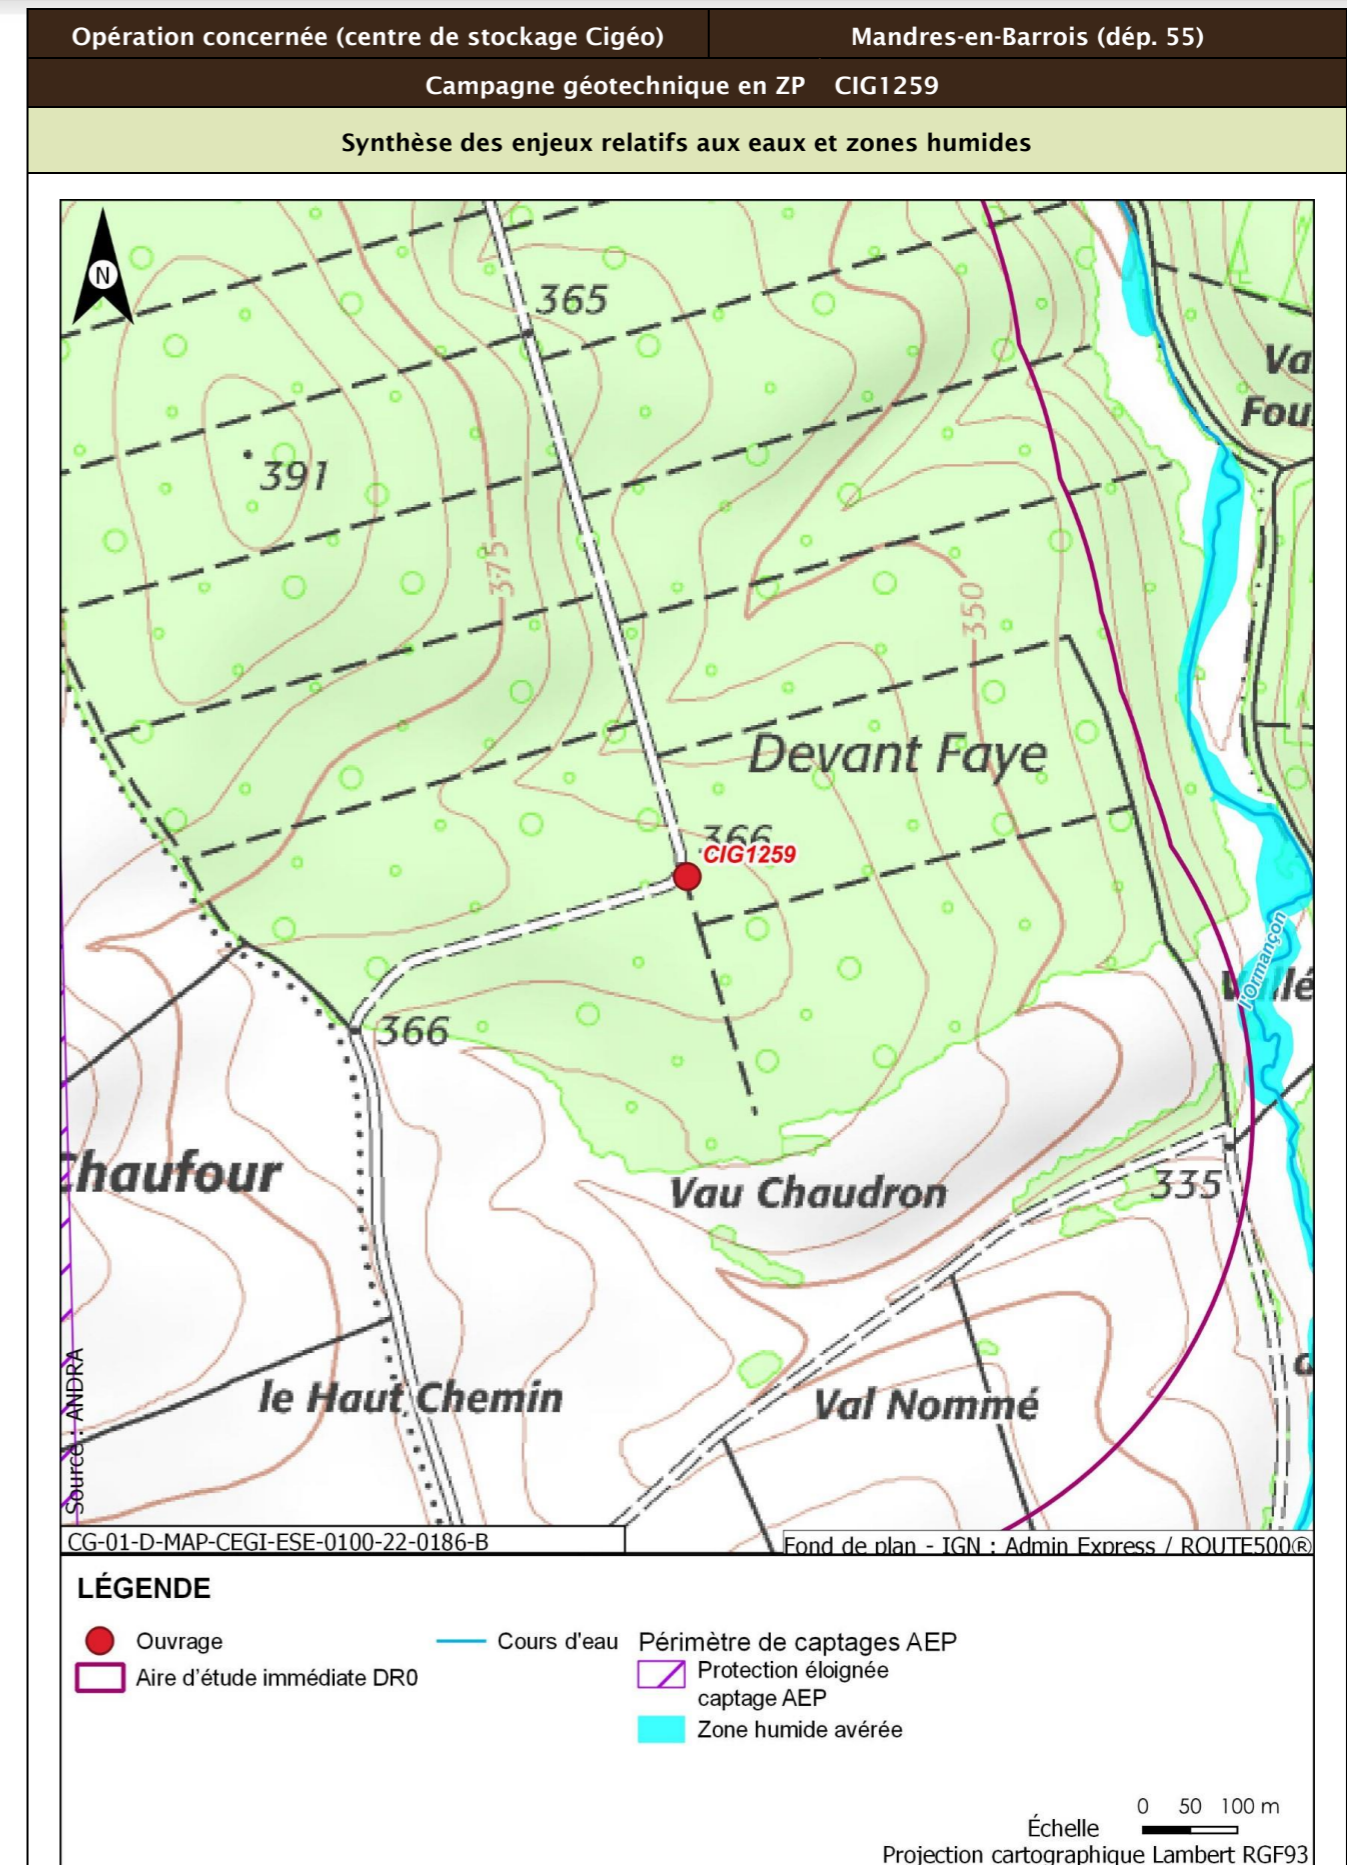 Opération concernée (centre de stockage Cigéo) Mandres-en-Barrois (dép. 55)
Campagne géotechnique en ZP CIG1259
Synthèse des enjeux relatifs aux eaux et zones humides
N
365
Va
Fou
391
375
350
Devant Faye
366
CIG1259
l'Ormançon
366
Chaufour
Vau Chaudron
335
le Haut Chemin
Val Nommé
Source : ANDRA
CG-01-D-MAP-CEGI-ESE-0100-22-0186-B
Fond de plan - IGN : Admin Express / ROUTE500®
LÉGENDE
Ouvrage
Cours d'eau
Périmètre de captages AEP
Aire d'étude immédiate DR0
Protection éloignée
captage AEP
Zone humide avérée
0 50 100 m
Échelle
Projection cartographique Lambert RGF93